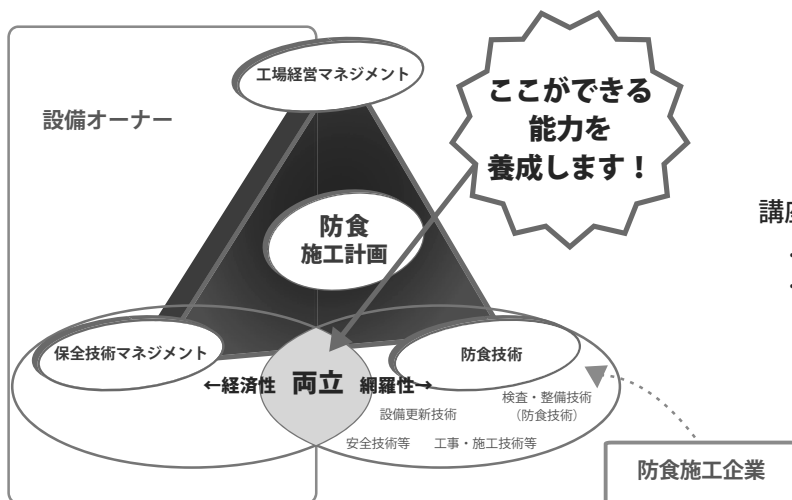 工場経営マネジメント
ここができる
能力を
養成します！
設備オーナー
防食
施工計画
保全技術マネジメント
防食技術
←経済性 両立 網羅性→
検査・整備技術
（防食技術）
設備更新技術
安全技術等 工事・施工技術等
防食施工企業